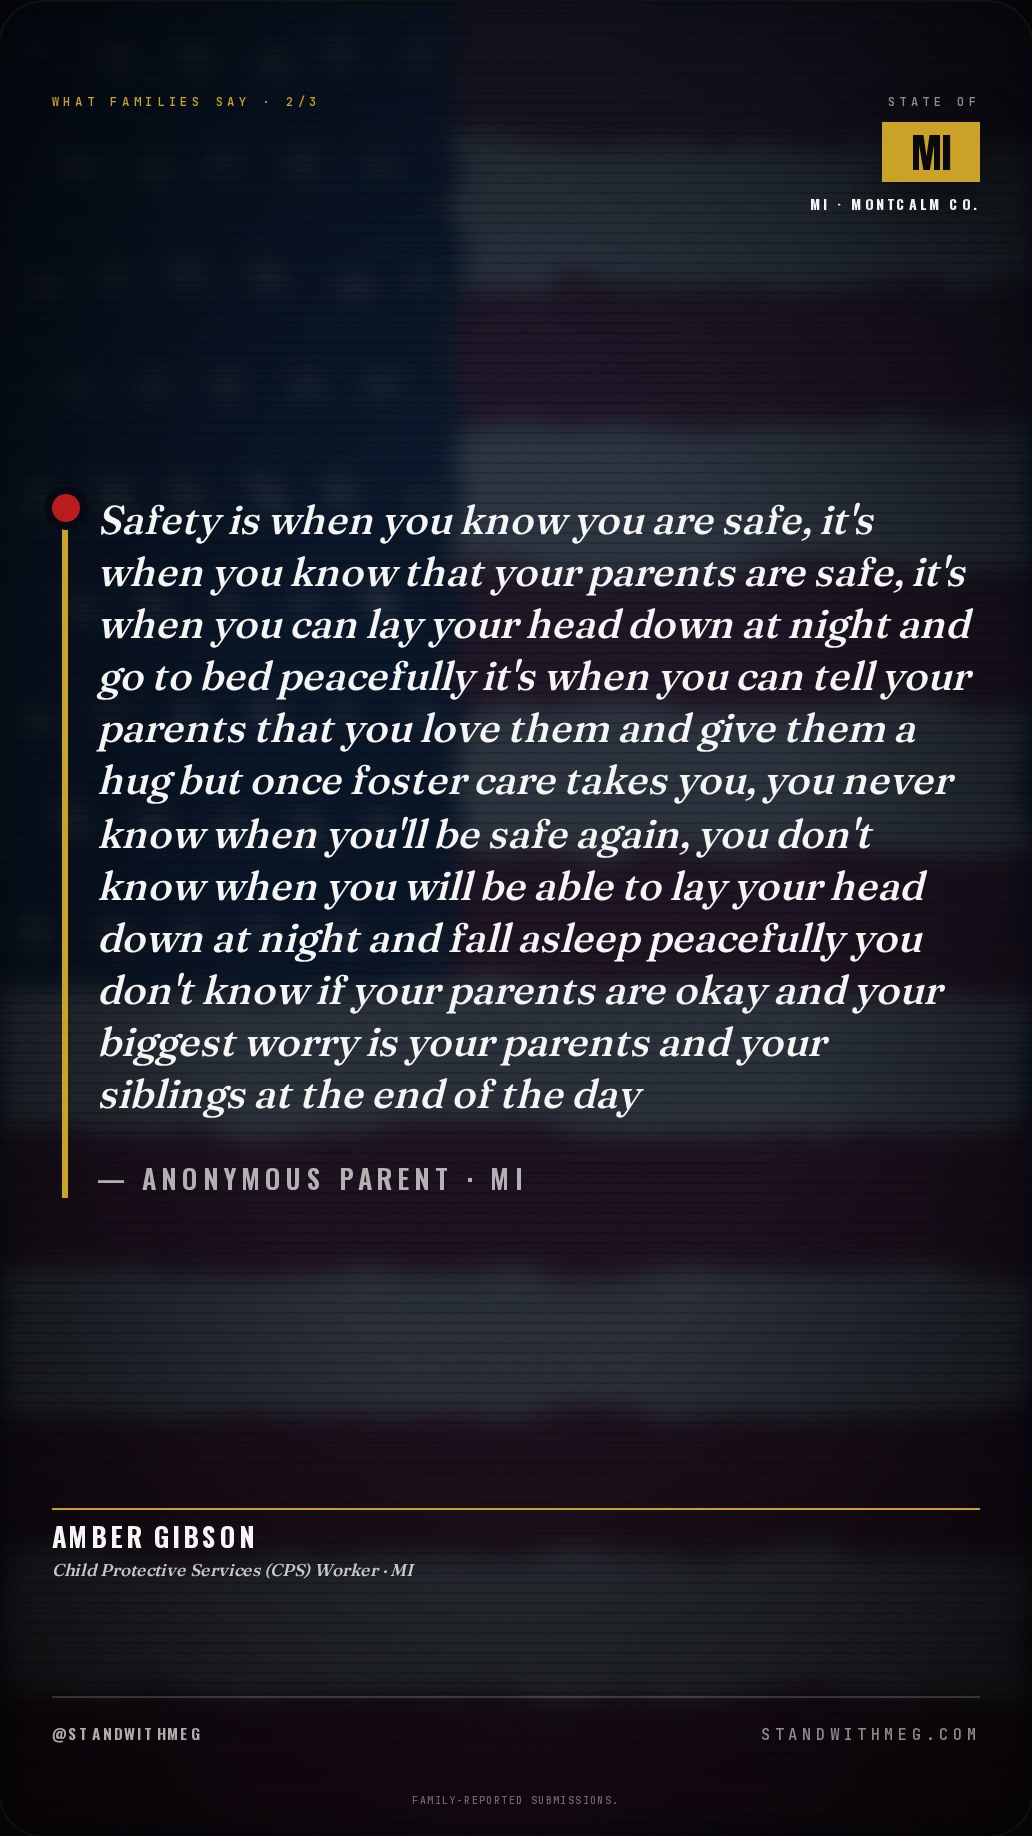 WHAT FAMILIES SAY · 2/3
STATE OF
MI
MI · MONTCALM CO.
Safety is when you know you are safe, it's
when you know that your parents are safe, it's
when you can lay your head down at night and
go to bed peacefully it's when you can tell your
parents that you love them and give them a
hug but once foster care takes you, you never
know when you'll be safe again, you don't
know when you will be able to lay your head
down at night and fall asleep peacefully you
don't know if your parents are okay and your
biggest worry is your parents and your
siblings at the end of the day
— ANONYMOUS PARENT · MI
AMBER GIBSON
Child Protective Services (CPS) Worker · MI
@STANDWITHMEG
STANDWITHMEG.COM
FAMILY-REPORTED SUBMISSIONS.